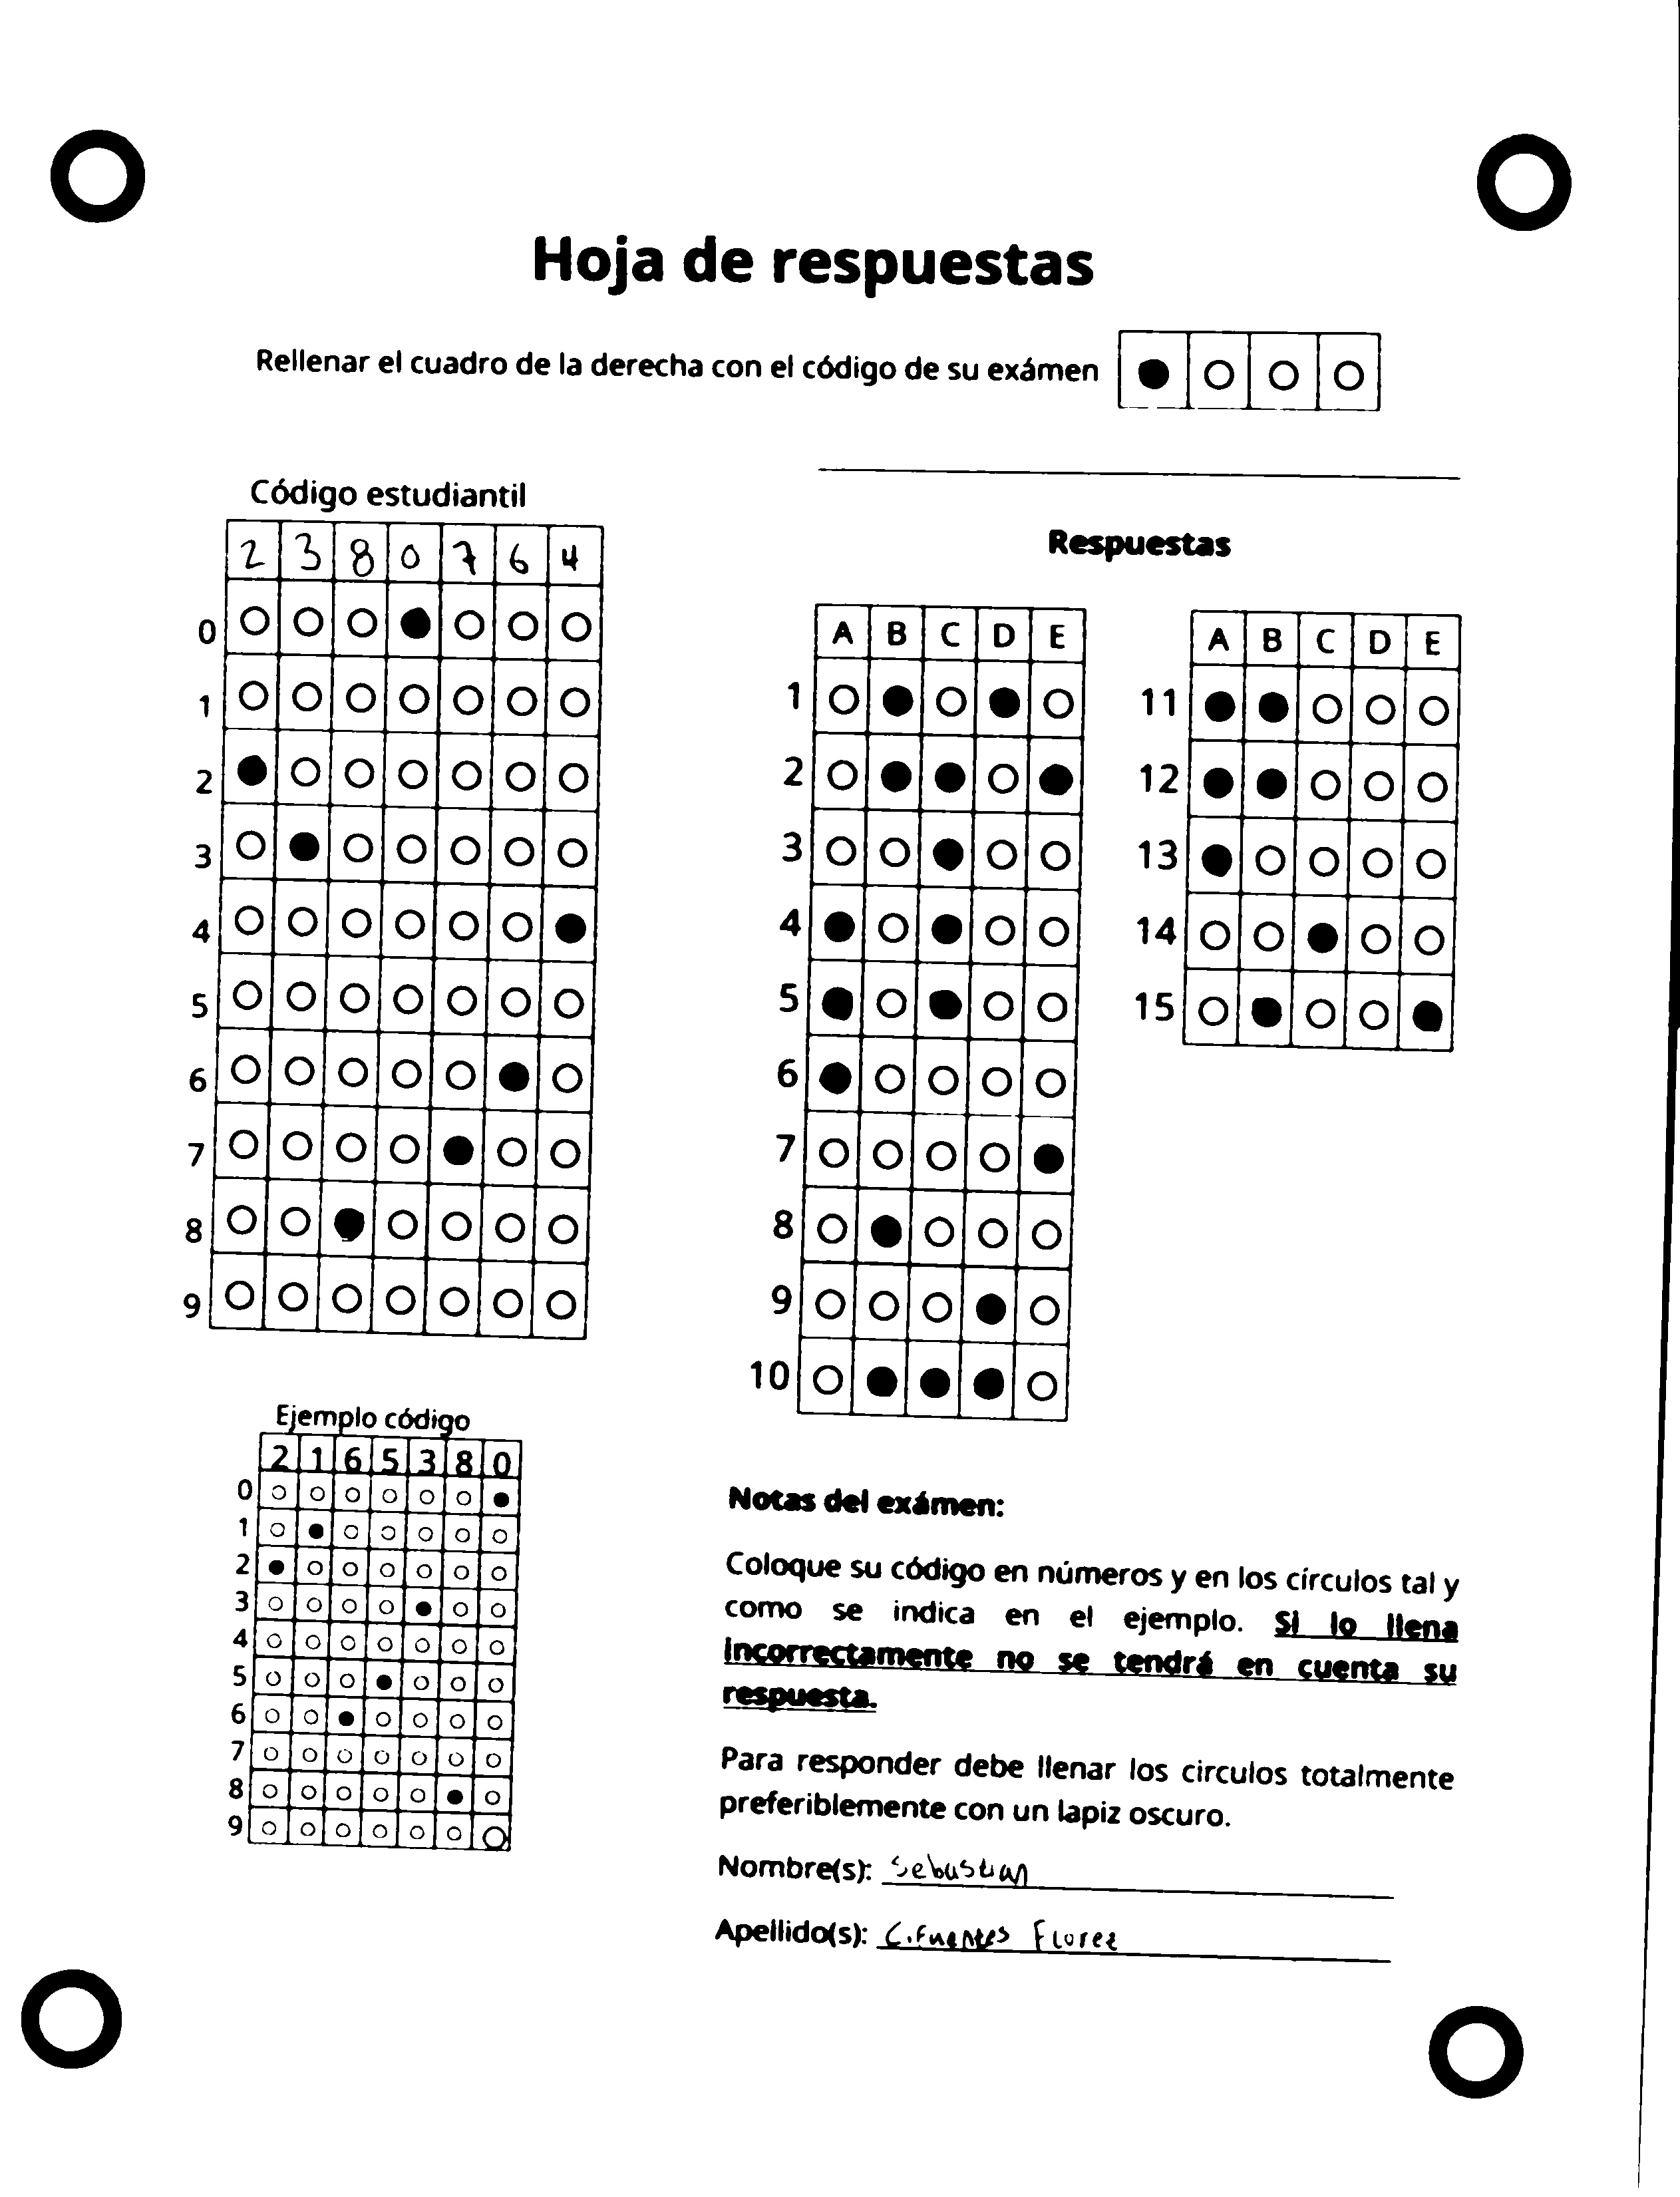 Hoja de respuestas
Rellenar el cuadro de la derecha con el código de su exámen
Código estudiantil
2 3 8 0 7 6 4
0
1
2
3
4
5
6
7
8
9
Ejemplo código
2 1 6 5 3 8 0
0
1
2
3
4
5
6
7
8
9
Respuestas
A B C D E
1
2
3
4
5
6
7
8
9
10
A B C D E
11
12
13
14
15
Notas del exámen:
Coloque su código en números y en los círculos tal y
como se indica en el ejemplo. Si lo llena
incorrectamente no se tendrá en cuenta su
respuesta.
Para responder debe llenar los circulos totalmente
preferiblemente con un lapiz oscuro.
Nombre(s): Sebastian
Apellido(s): Cifuentes Florez